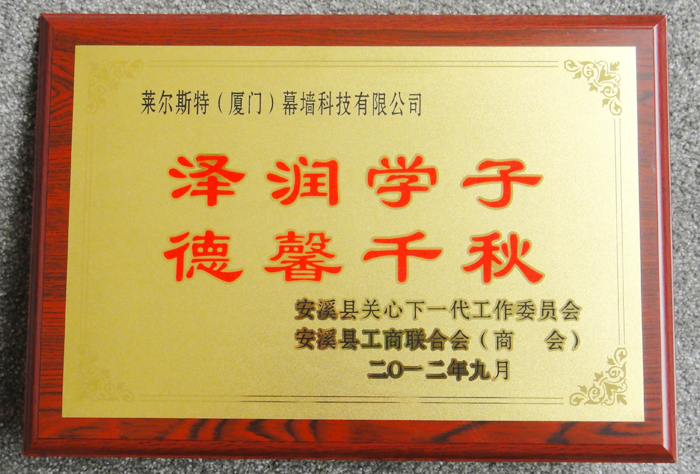 莱尔斯特（厦门）幕墙科技有限公司
泽润学子
德馨千秋
安溪县关心下一代工作委员会
安溪县工商联合会（商　会）
二〇一二年九月